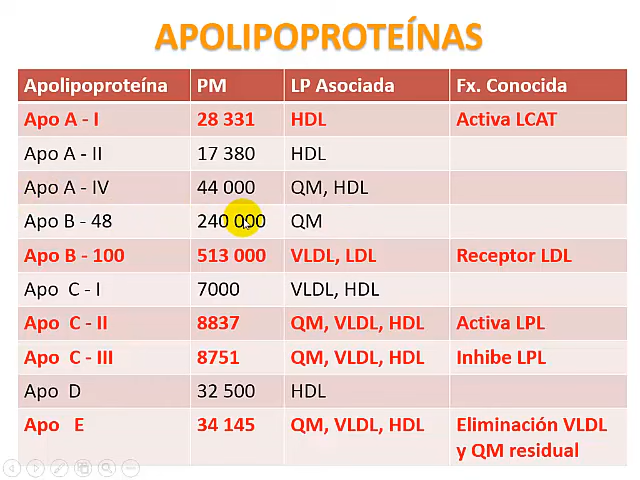 APOLIPOPROTEÍNAS
Apolipoproteína PM LP Asociada Fx. Conocida
Apo A - I 28 331 HDL Activa LCAT
Apo A - II 17 380 HDL
Apo A - IV 44 000 QM, HDL
Apo B - 48 240 000 QM
Apo B - 100 513 000 VLDL, LDL Receptor LDL
Apo C - I 7000 VLDL, HDL
Apo C - II 8837 QM, VLDL, HDL Activa LPL
Apo C - III 8751 QM, VLDL, HDL Inhibe LPL
Apo D 32 500 HDL
Apo E 34 145 QM, VLDL, HDL Eliminación VLDL
y QM residual